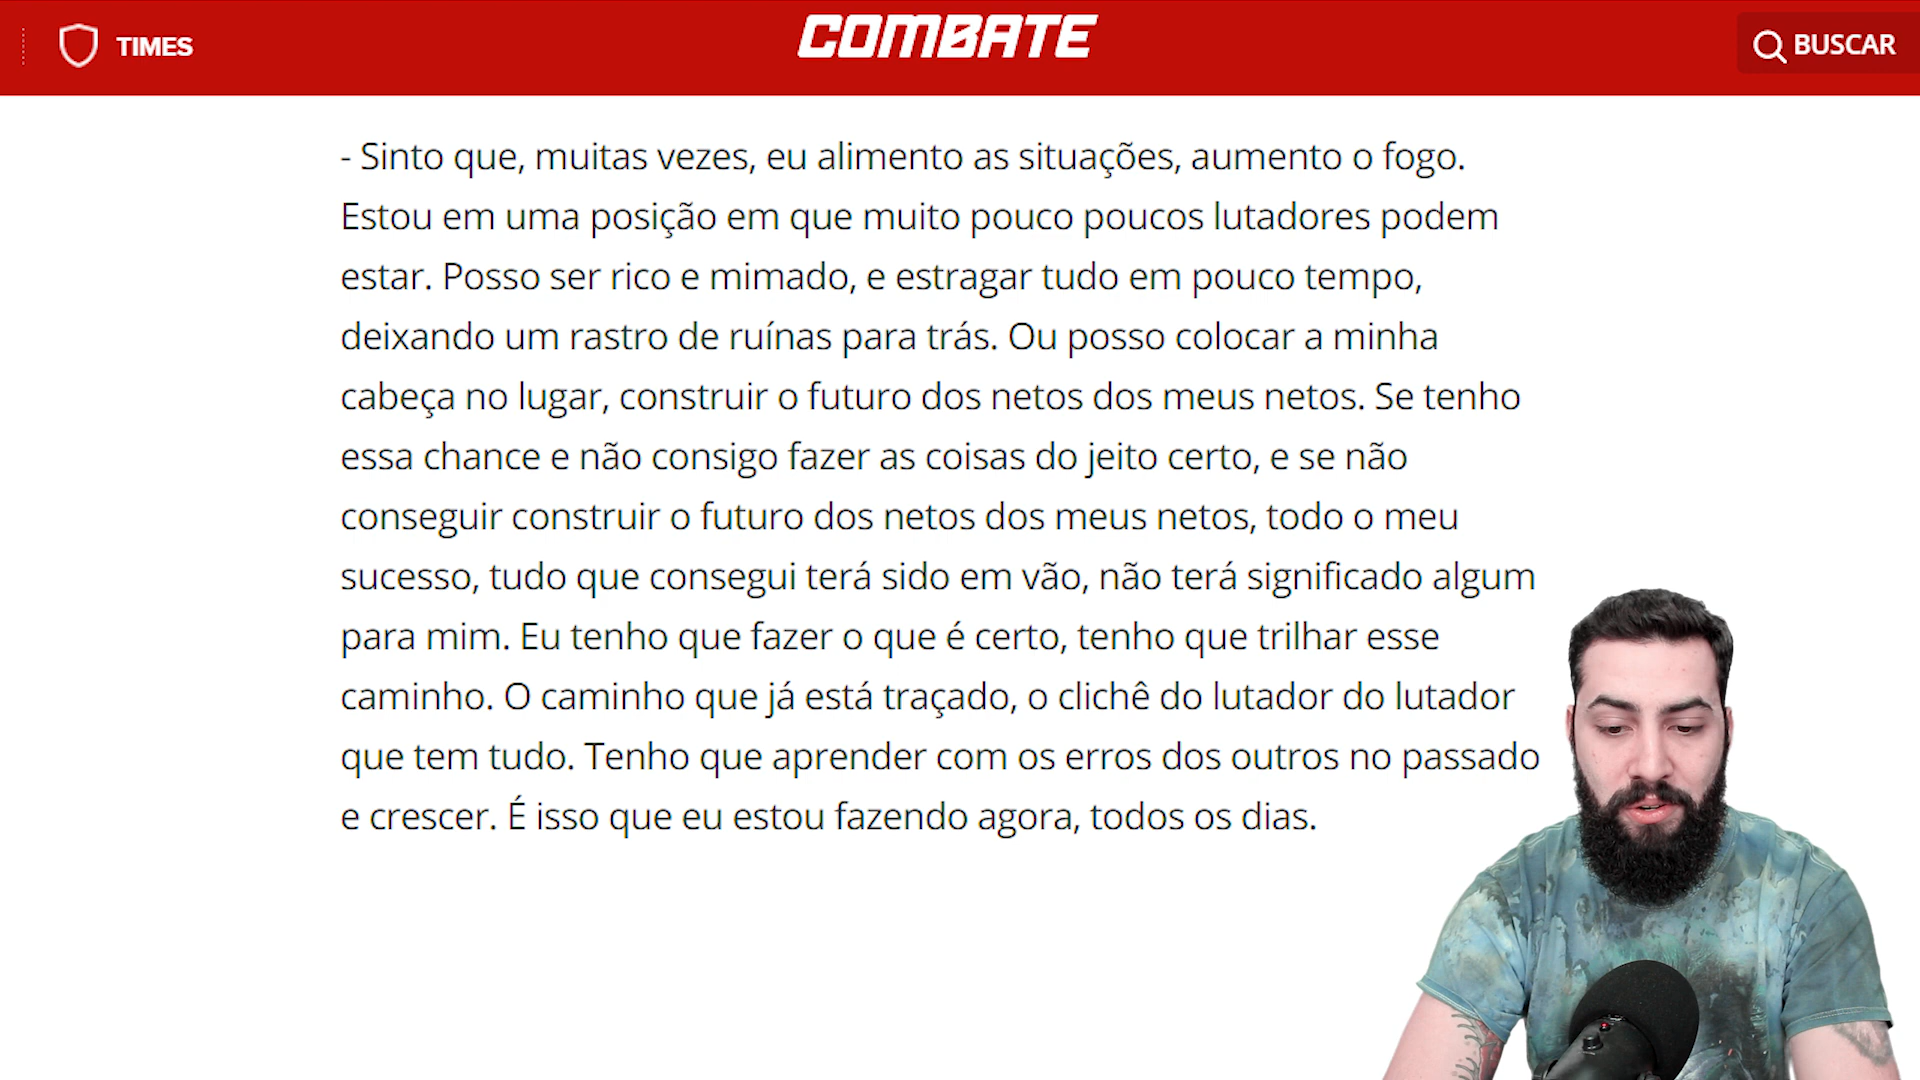 TIMES
COMBATE
BUSCAR
- Sinto que, muitas vezes, eu alimento as situações, aumento o fogo.
Estou em uma posição em que muito pouco poucos lutadores podem
estar. Posso ser rico e mimado, e estragar tudo em pouco tempo,
deixando um rastro de ruínas para trás. Ou posso colocar a minha
cabeça no lugar, construir o futuro dos netos dos meus netos. Se tenho
essa chance e não consigo fazer as coisas do jeito certo, e se não
conseguir construir o futuro dos netos dos meus netos, todo o meu
sucesso, tudo que consegui terá sido em vão, não terá significado algum
para mim. Eu tenho que fazer o que é certo, tenho que trilhar esse
caminho. O caminho que já está traçado, o clichê do lutador do lutador
que tem tudo. Tenho que aprender com os erros dos outros no passado
e crescer. É isso que eu estou fazendo agora, todos os dias.